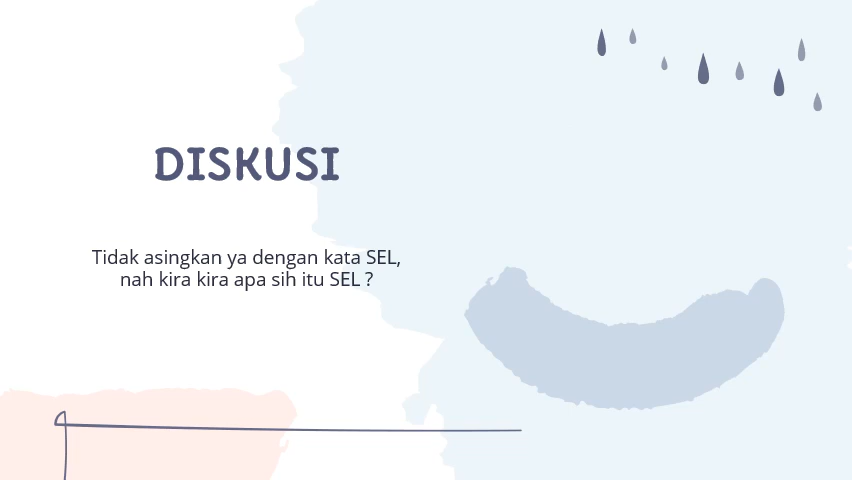 DISKUSI
Tidak asingkan ya dengan kata SEL,
nah kira kira apa sih itu SEL ?